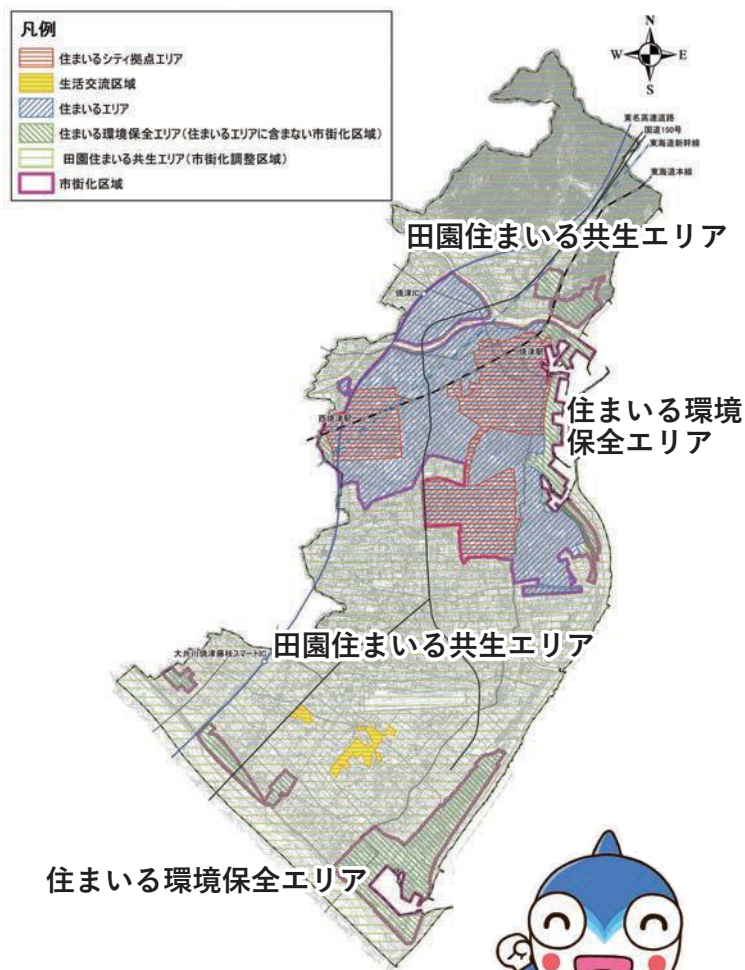 凡例
住まいるシティ拠点エリア
生活交流区域
住まいるエリア
住まいる環境保全エリア(住まいるエリアに含まない市街化区域)
田園住まいる共生エリア(市街化調整区域)
市街化区域
N
W
E
S
東名高速道路
国道150号
東海道新幹線
東海道本線
田園住まいる共生エリア
焼津IC
焼津駅
西焼津駅
住まいる環境
保全エリア
大井川焼津藤枝スマートIC
田園住まいる共生エリア
住まいる環境保全エリア